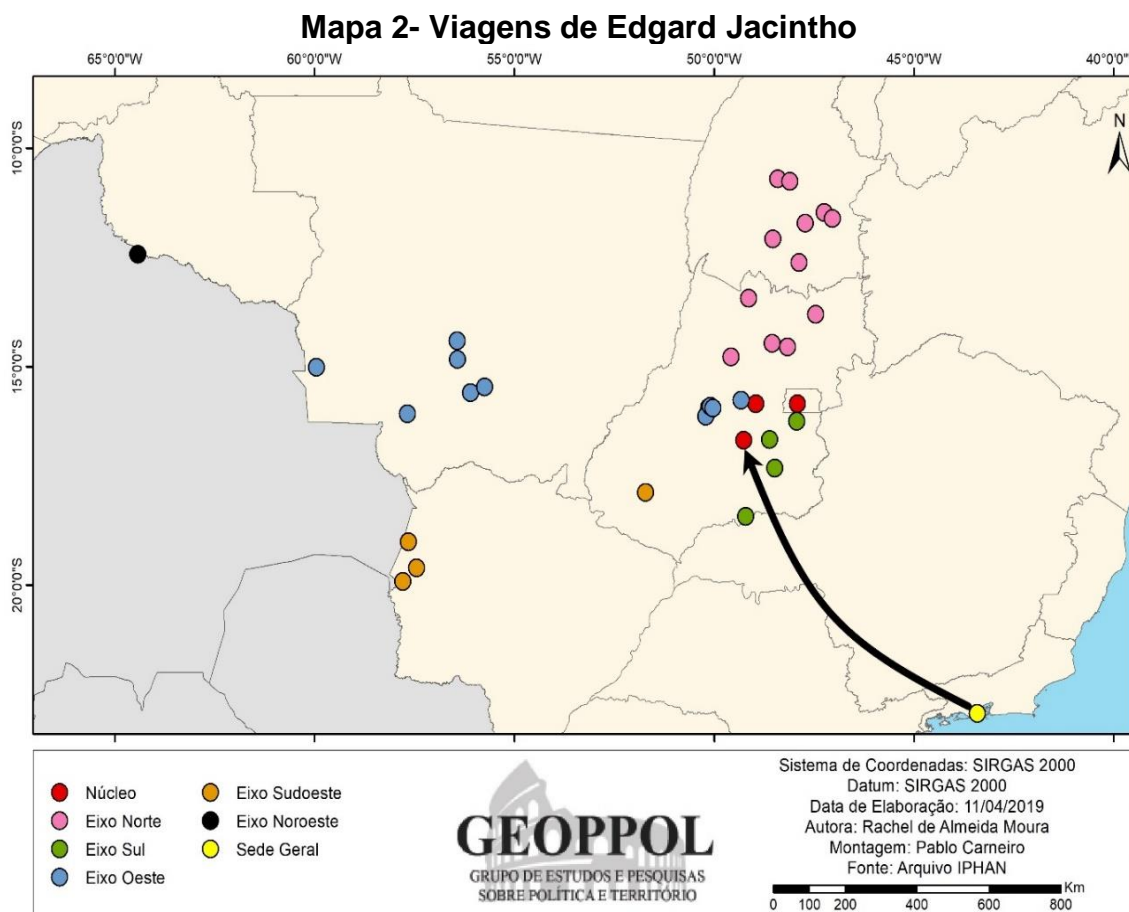 Mapa 2- Viagens de Edgard Jacintho
65°0'0"W 60°0'0"W 55°0'0"W 50°0'0"W 45°0'0"W 40°0'0"W
N
10°0'0"S
15°0'0"S
20°0'0"S
Núcleo
Eixo Norte
Eixo Sul
Eixo Oeste
Eixo Sudoeste
Eixo Noroeste
Sede Geral
GEOPPOL
GRUPO DE ESTUDOS E PESQUISAS
SOBRE POLÍTICA E TERRITÓRIO
Sistema de Coordenadas: SIRGAS 2000
Datum: SIRGAS 2000
Data de Elaboração: 11/04/2019
Autora: Rachel de Almeida Moura
Montagem: Pablo Carneiro
Fonte: Arquivo IPHAN
Km
0 100 200 400 600 800